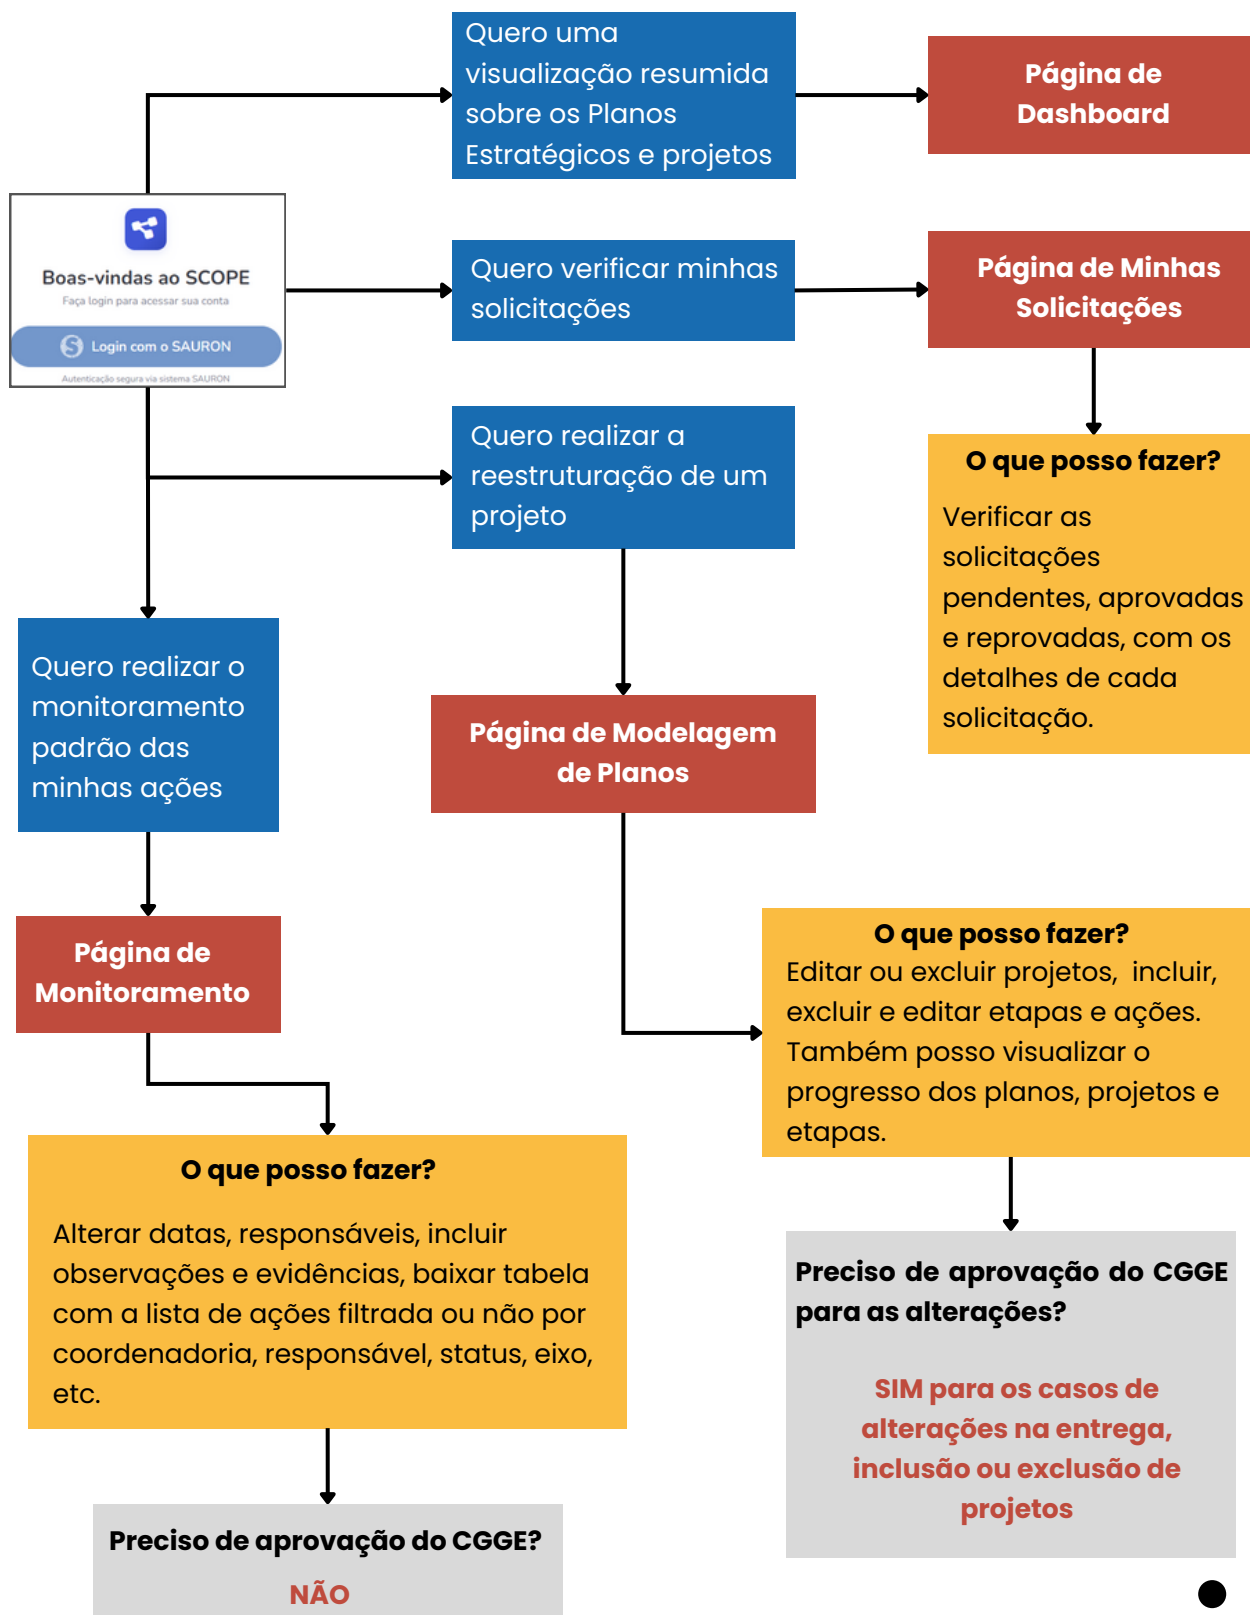 Quero uma
visualização resumida
sobre os Planos
Estratégicos e projetos
Página de
Dashboard
Boas-vindas ao SCOPE
Faça login para acessar sua conta
S Login com o SAURON
Autenticação segura via sistema SAURON
Quero verificar minhas
solicitações
Página de Minhas
Solicitações
Quero realizar a
reestruturação de um
projeto
O que posso fazer?
Verificar as
solicitações
pendentes, aprovadas
e reprovadas, com os
detalhes de cada
solicitação.
Quero realizar o
monitoramento
padrão das
minhas ações
Página de Modelagem
de Planos
Página de
Monitoramento
O que posso fazer?
Editar ou excluir projetos, incluir,
excluir e editar etapas e ações.
Também posso visualizar o
progresso dos planos, projetos e
etapas.
O que posso fazer?
Alterar datas, responsáveis, incluir
observações e evidências, baixar tabela
com a lista de ações filtrada ou não por
coordenadoria, responsável, status, eixo,
etc.
Preciso de aprovação do CGGE
para as alterações?
SIM para os casos de
alterações na entrega,
inclusão ou exclusão de
projetos
Preciso de aprovação do CGGE?
NÃO